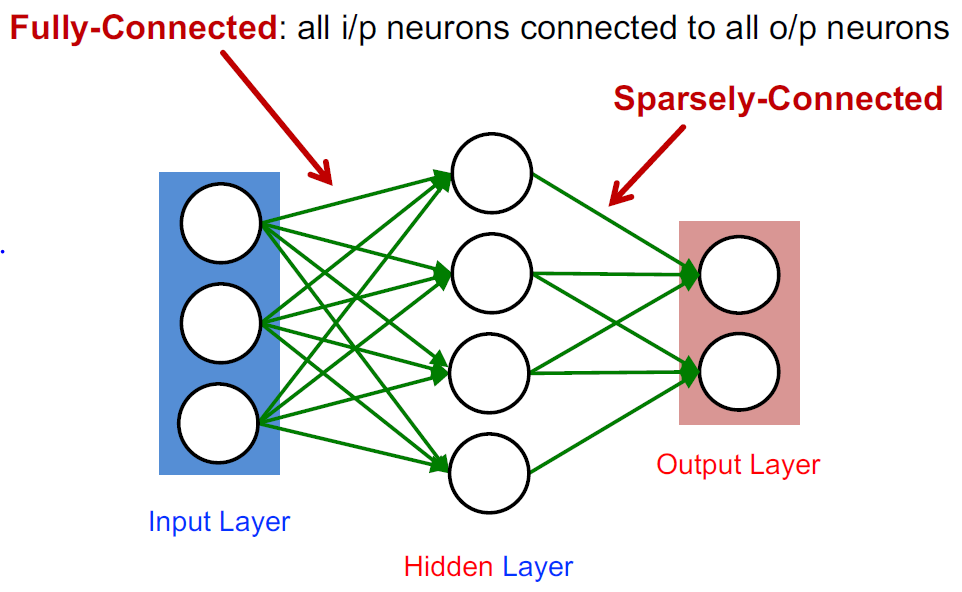 Fully-Connected: all i/p neurons connected to all o/p neurons
Sparsely-Connected
Output Layer
Input Layer
Hidden Layer